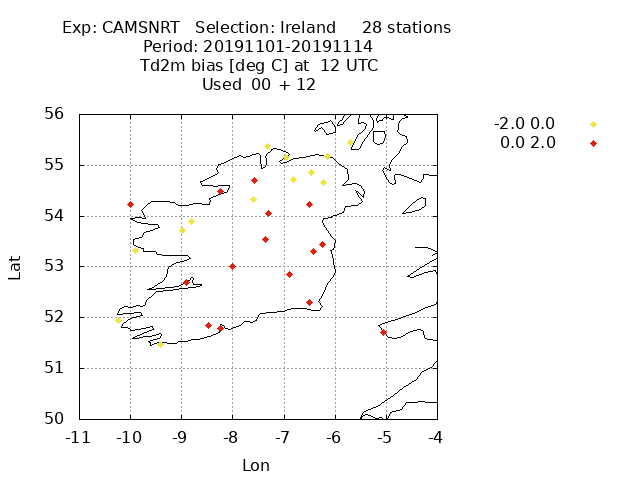 Exp: CAMSNRT Selection: Ireland 28 stations
Period: 20191101-20191114
Td2m bias [deg C] at 12 UTC
Used 00 + 12
-2.0 0.0
0.0 2.0
56
55
54
53
52
51
50
Lat
-11 -10 -9 -8 -7 -6 -5 -4
Lon